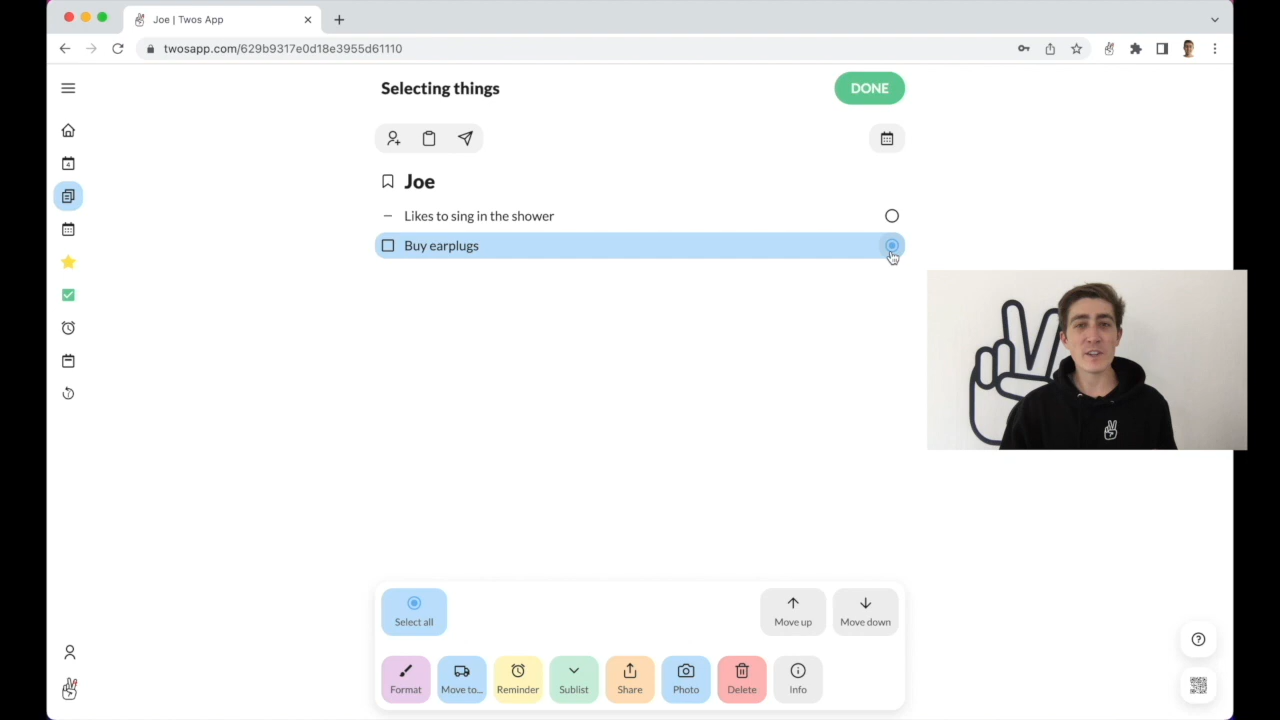 Joe | Twos App
twosapp.com/629b9317e0d18e3955d61110
Selecting things
DONE
4
Joe
Likes to sing in the shower
Buy earplugs
Select all
Move up
Move down
Format
Move to...
Reminder
Sublist
Share
Photo
Delete
Info